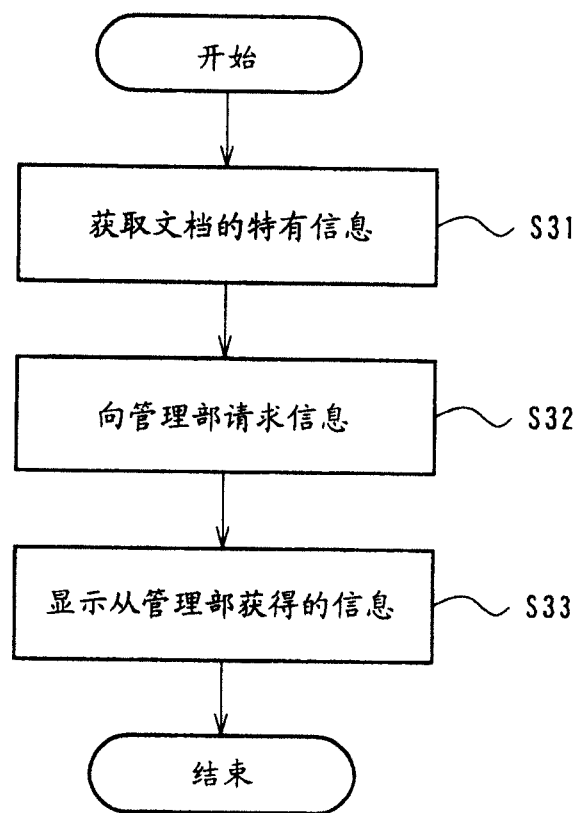 开始
获取文档的特有信息
S31
向管理部请求信息
S32
显示从管理部获得的信息
S33
结束